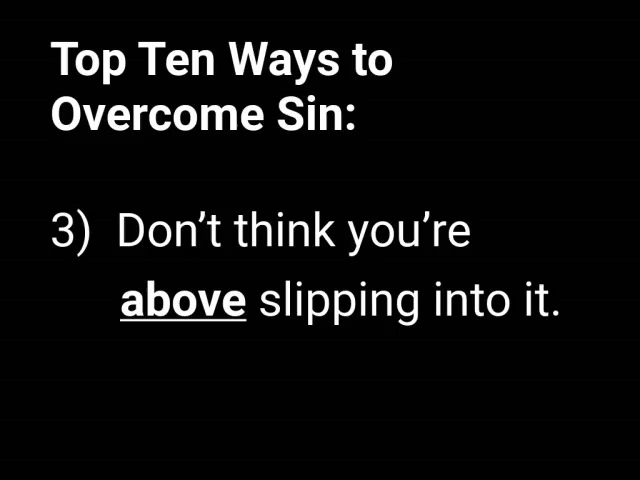 Top Ten Ways to
Overcome Sin:
3) Don’t think you’re
above slipping into it.